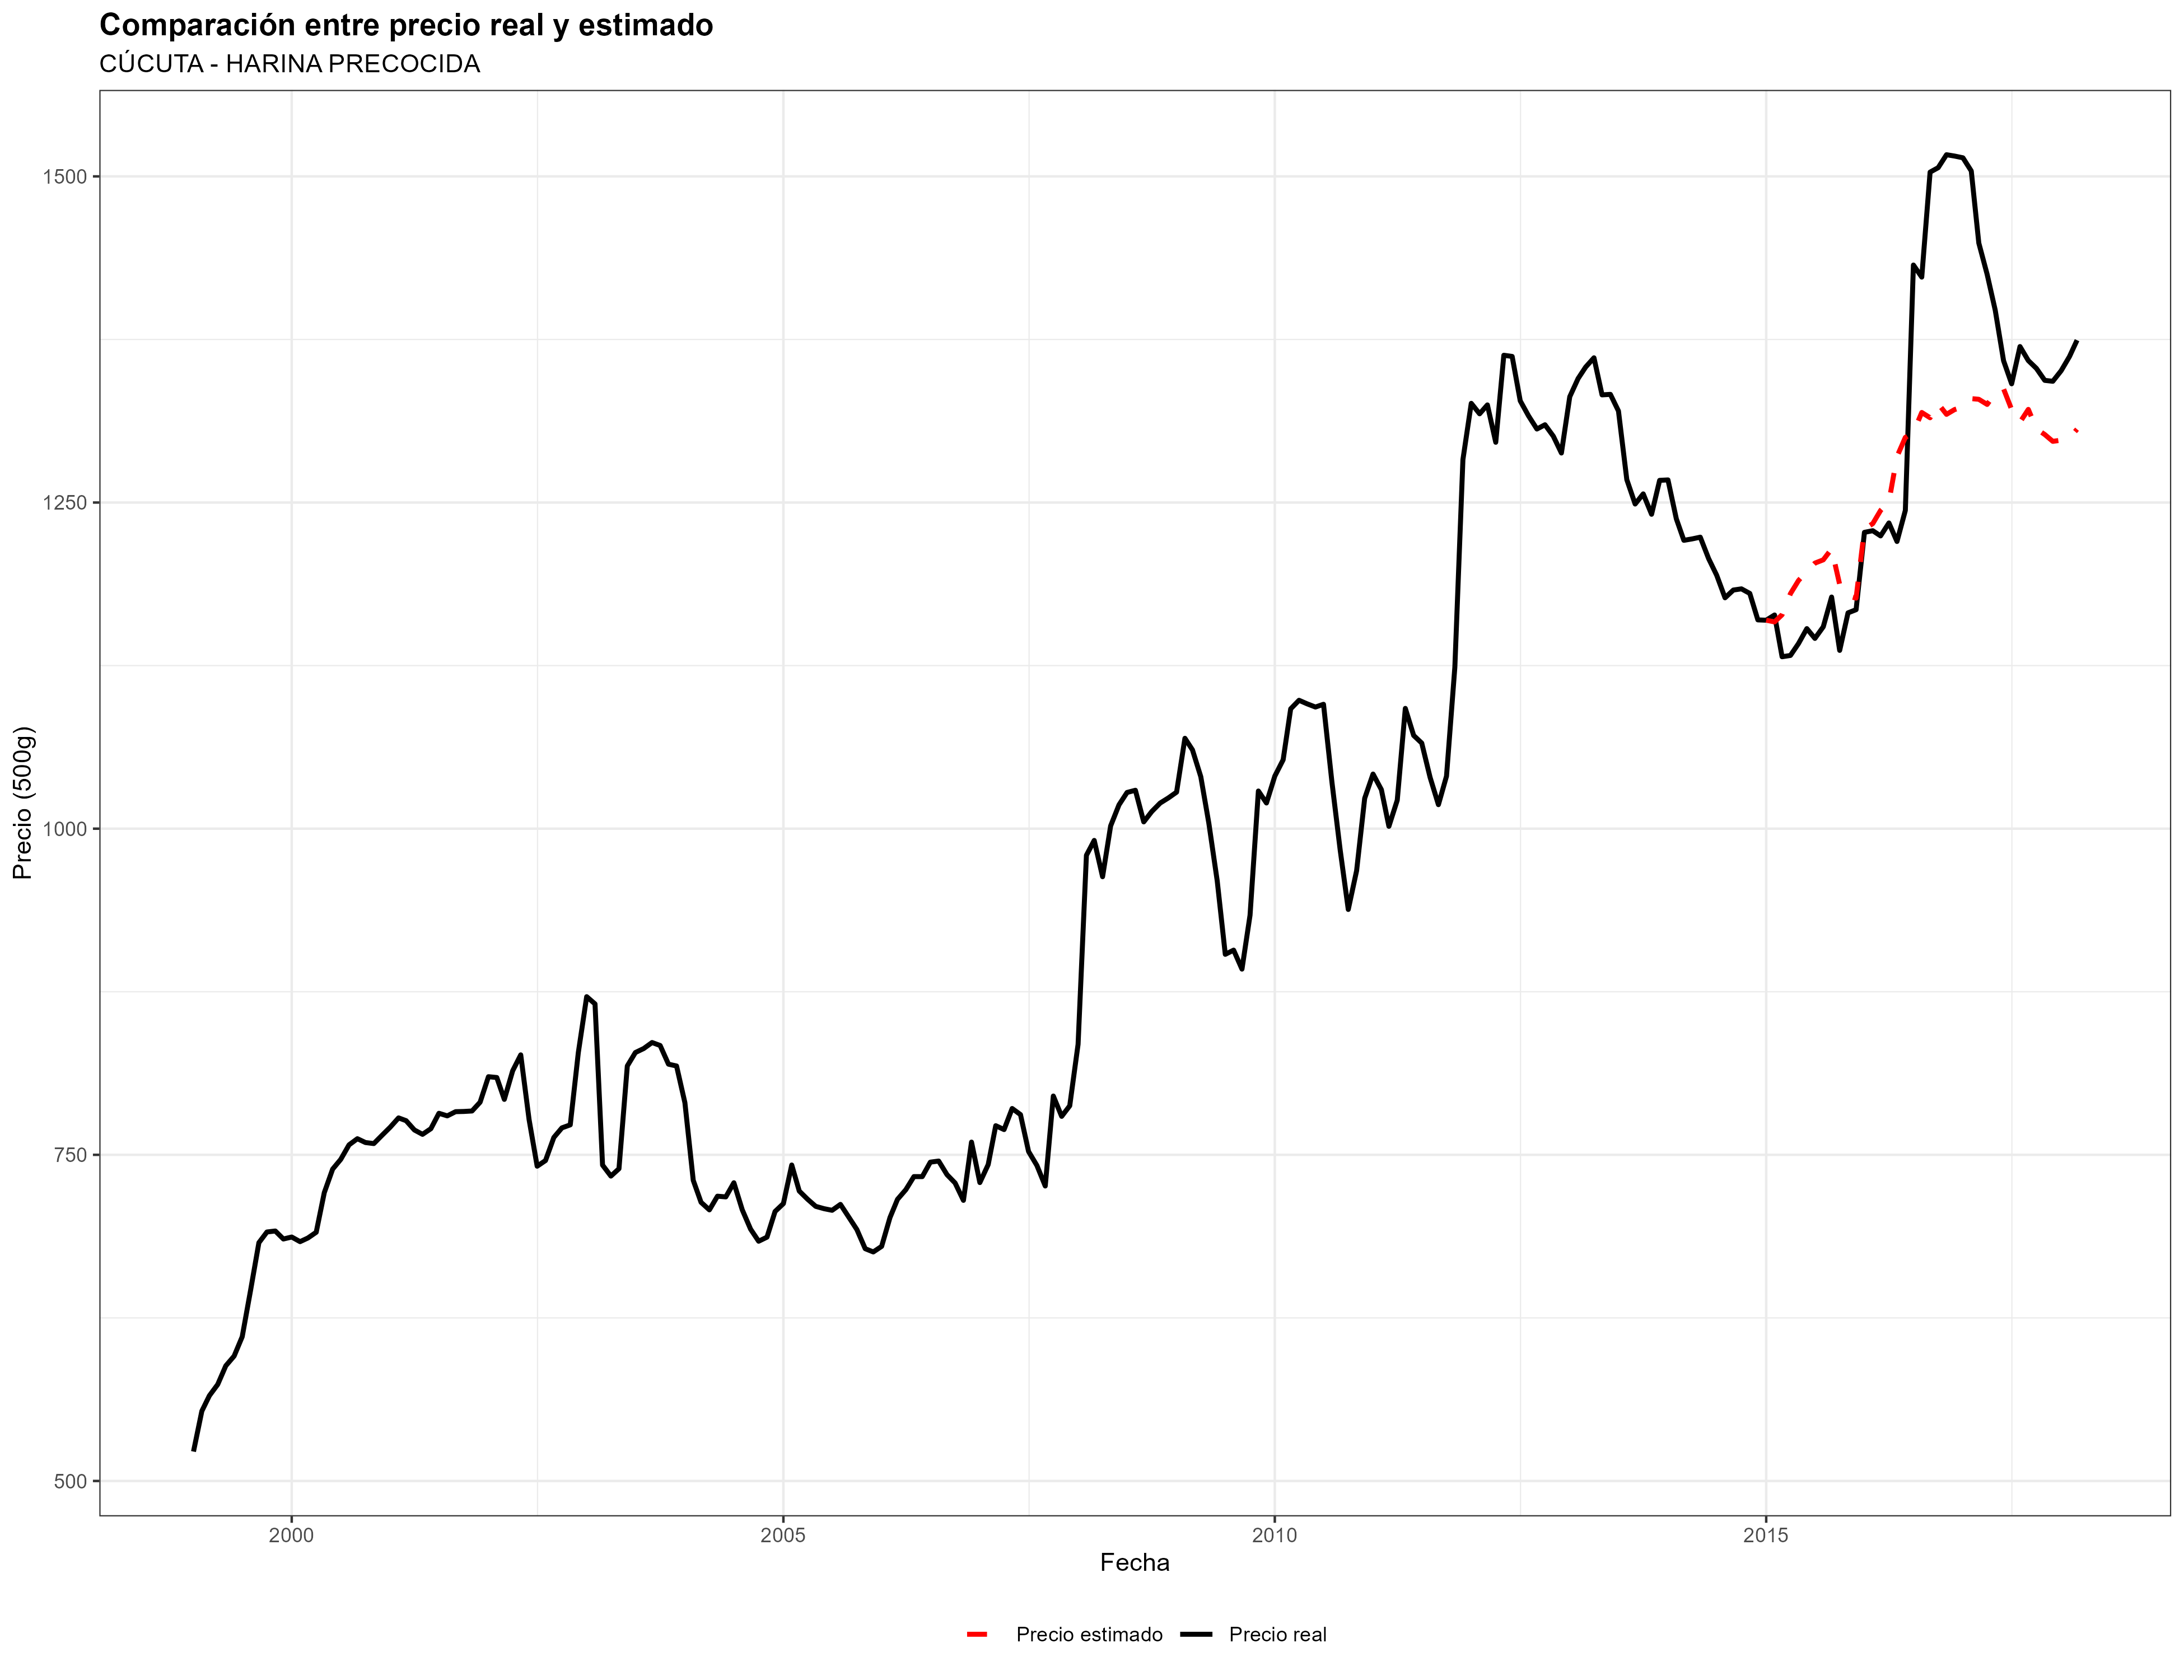 Comparación entre precio real y estimado
CÚCUTA - HARINA PRECOCIDA
Precio (500g)
1500
1250
1000
750
500
2000
2005
2010
2015
Fecha
Precio estimado
Precio real